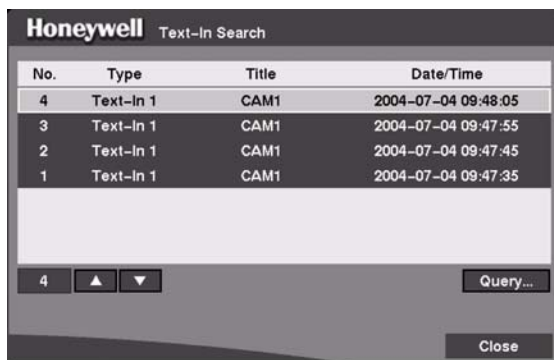 Honeywell Text-In Search
No. Type Title Date/Time
4 Text-In 1 CAM1 2004-07-04 09:48:05
3 Text-In 1 CAM1 2004-07-04 09:47:55
2 Text-In 1 CAM1 2004-07-04 09:47:45
1 Text-In 1 CAM1 2004-07-04 09:47:35
4 ▲ ▼ Query...
Close